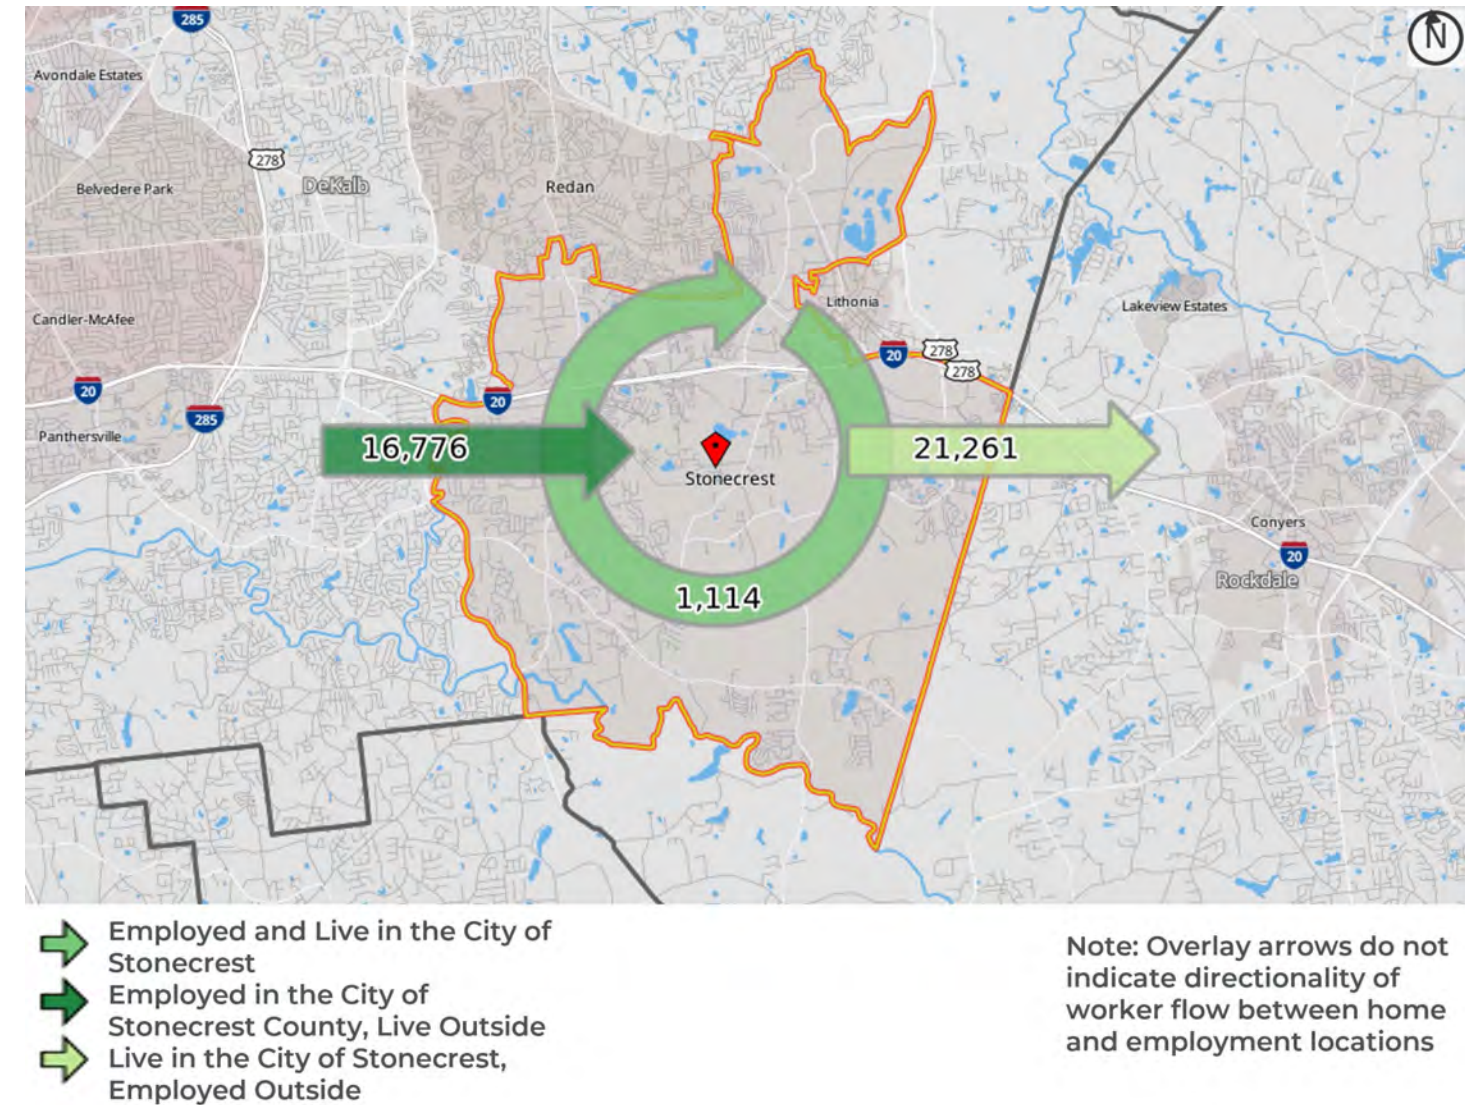 285
N
Avondale Estates
278
Belvedere Park
DeKalb
Redan
Candler-McAfee
Lithonia
Lakeview Estates
20
278
278
20
20
285
Panthersville
16,776
21,261
Stonecrest
Conyers
20
Rockdale
1,114
Employed and Live in the City of
Stonecrest
Employed in the City of
Stonecrest County, Live Outside
Live in the City of Stonecrest,
Employed Outside
Note: Overlay arrows do not
indicate directionality of
worker flow between home
and employment locations